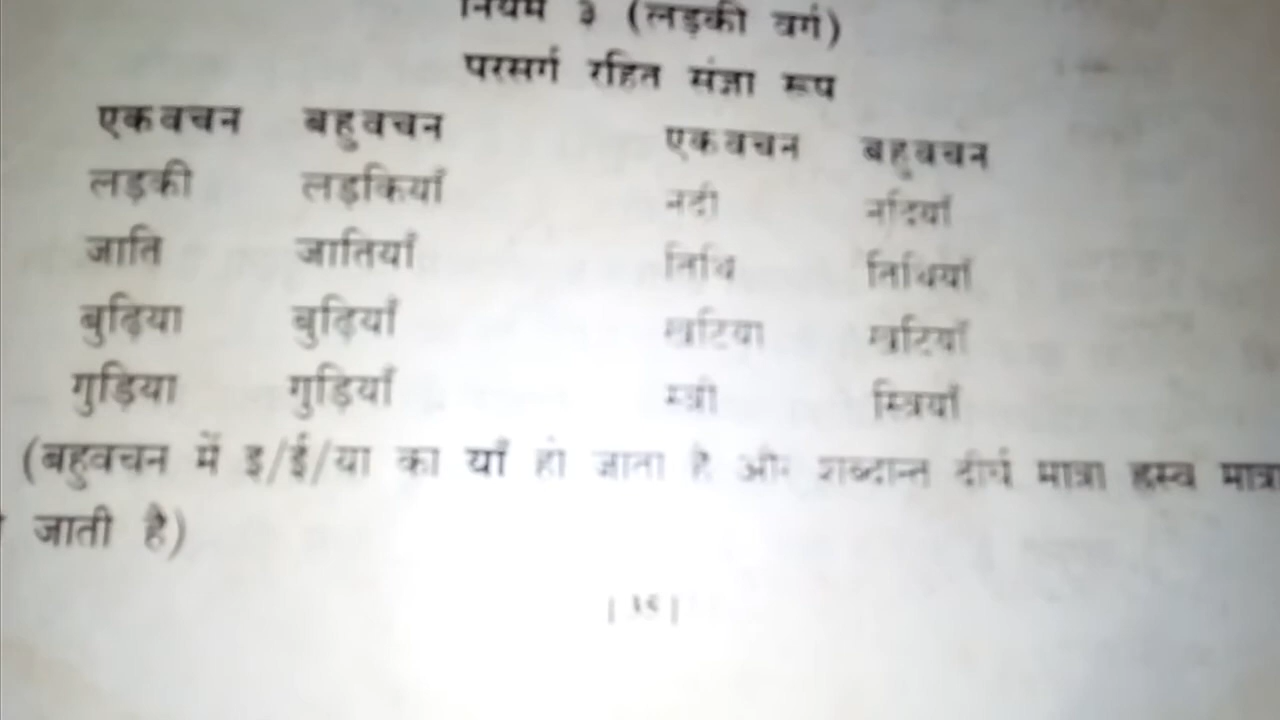 नियम ३ (लड़की वर्ग)
परसर्ग रहित संज्ञा रूप
एकवचन बहुवचन एकवचन बहुवचन
लड़की लड़कियाँ नदी नदियाँ
जाति जातियाँ तिथि तिथियाँ
बुढ़िया बुढ़ियाँ खटिया खटियाँ
गुड़िया गुड़ियाँ स्त्री स्त्रियाँ
(बहुवचन में इ/ई/या का याँ हो जाता है और शब्दान्त दीर्घ मात्रा ह्रस्व मात्रा
जाती है)